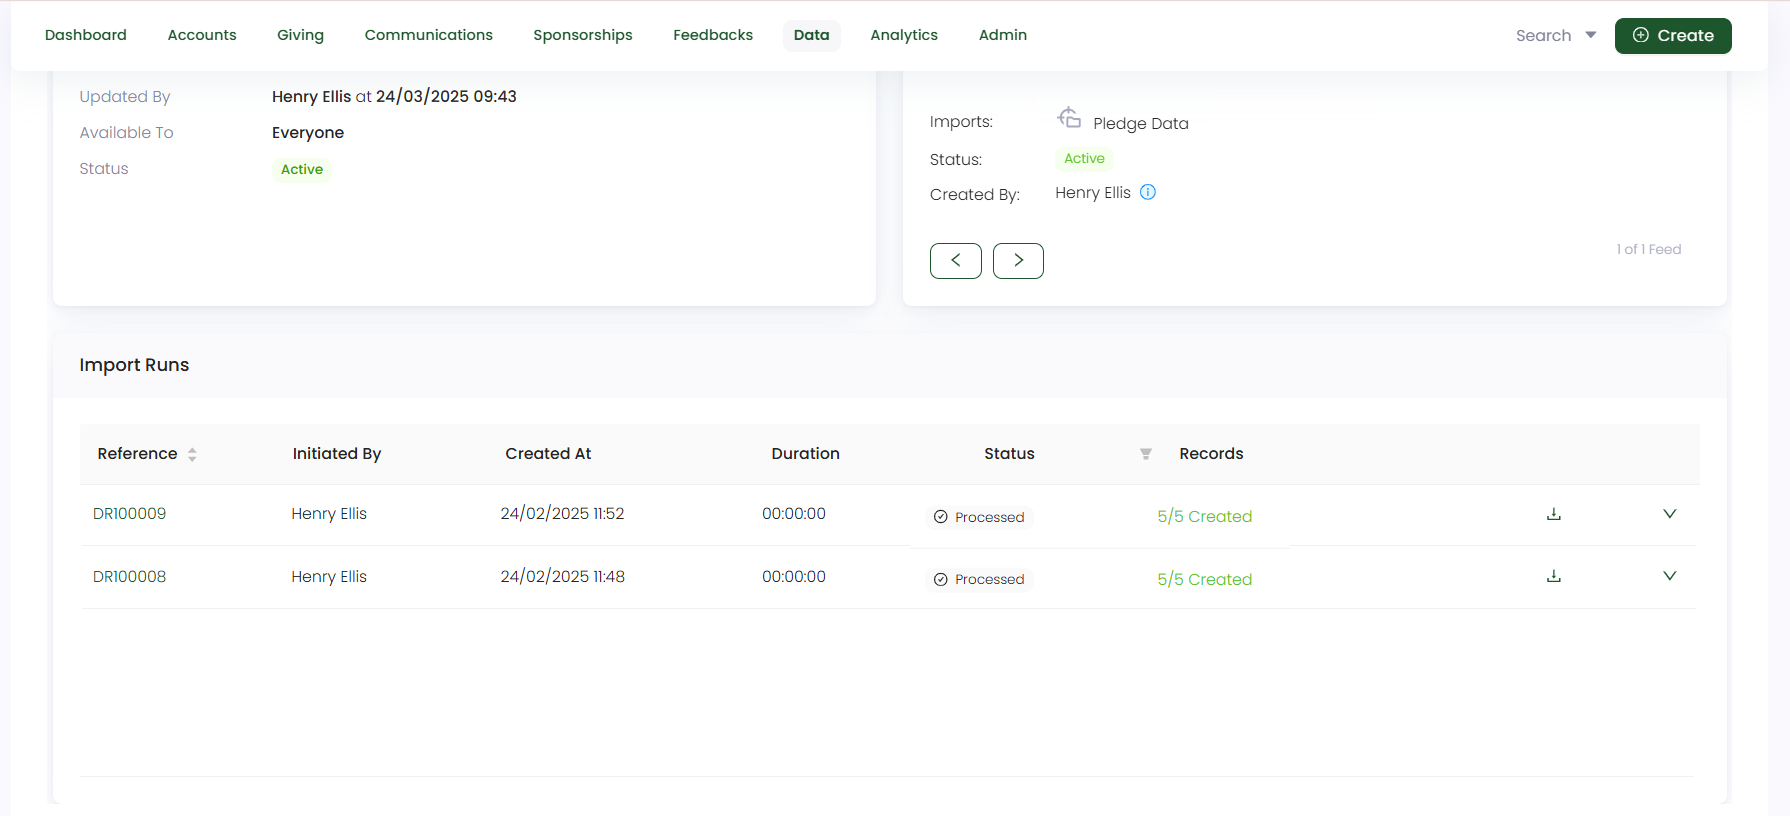 Dashboard Accounts Giving Communications Sponsorships Feedbacks Data Analytics Admin Search Create
Updated By Henry Ellis at 24/03/2025 09:43
Available To Everyone
Status Active
Imports: Pledge Data
Status: Active
Created By: Henry Ellis
1 of 1 Feed
Import Runs
Reference Initiated By Created At Duration Status Records
DR100009 Henry Ellis 24/02/2025 11:52 00:00:00 Processed 5/5 Created
DR100008 Henry Ellis 24/02/2025 11:48 00:00:00 Processed 5/5 Created